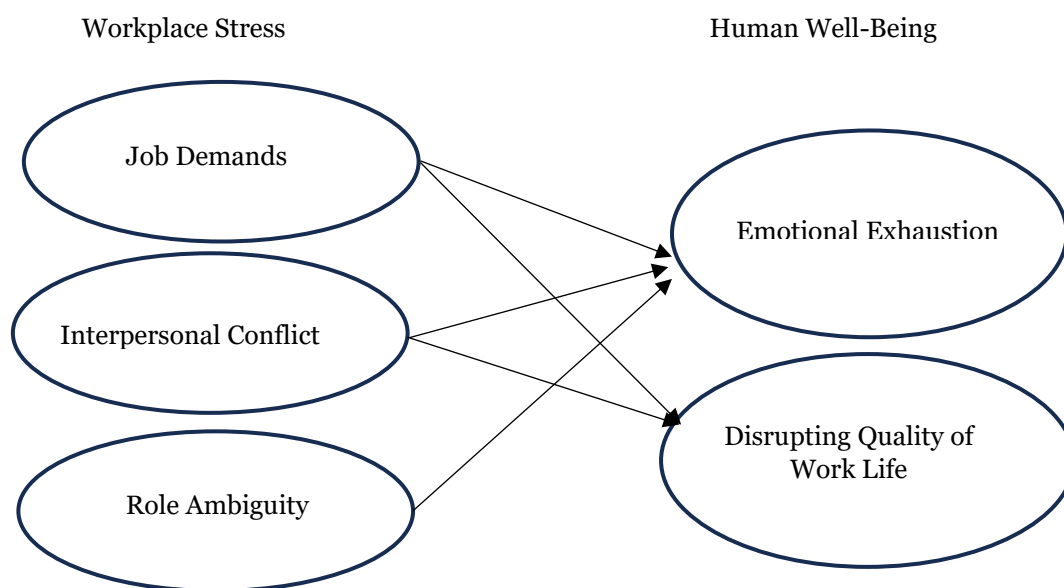 Workplace Stress
Human Well-Being
Job Demands
Interpersonal Conflict
Role Ambiguity
Emotional Exhaustion
Disrupting Quality of
Work Life